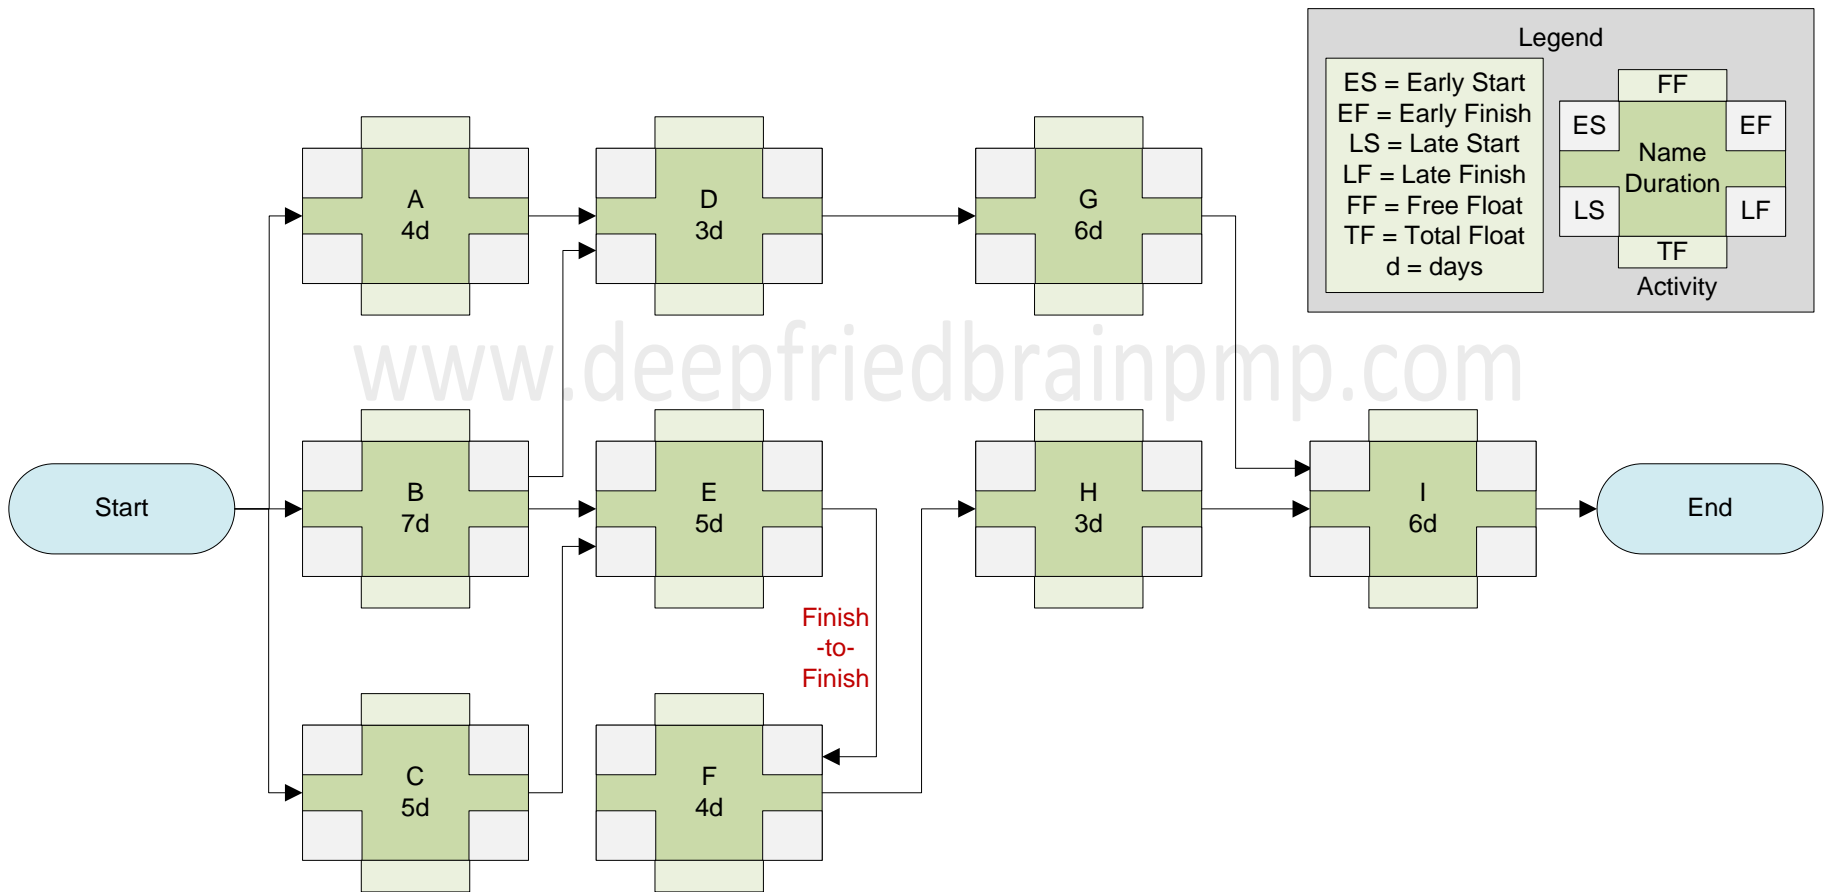 Legend
ES = Early Start
EF = Early Finish
LS = Late Start
LF = Late Finish
FF = Free Float
TF = Total Float
d = days
FF
ES
EF
Name
Duration
LS
LF
TF
Activity
A
4d
D
3d
G
6d
www.deepfriedbrainpmp.com
Start
B
7d
E
5d
H
3d
I
6d
End
Finish
-to-
Finish
C
5d
F
4d